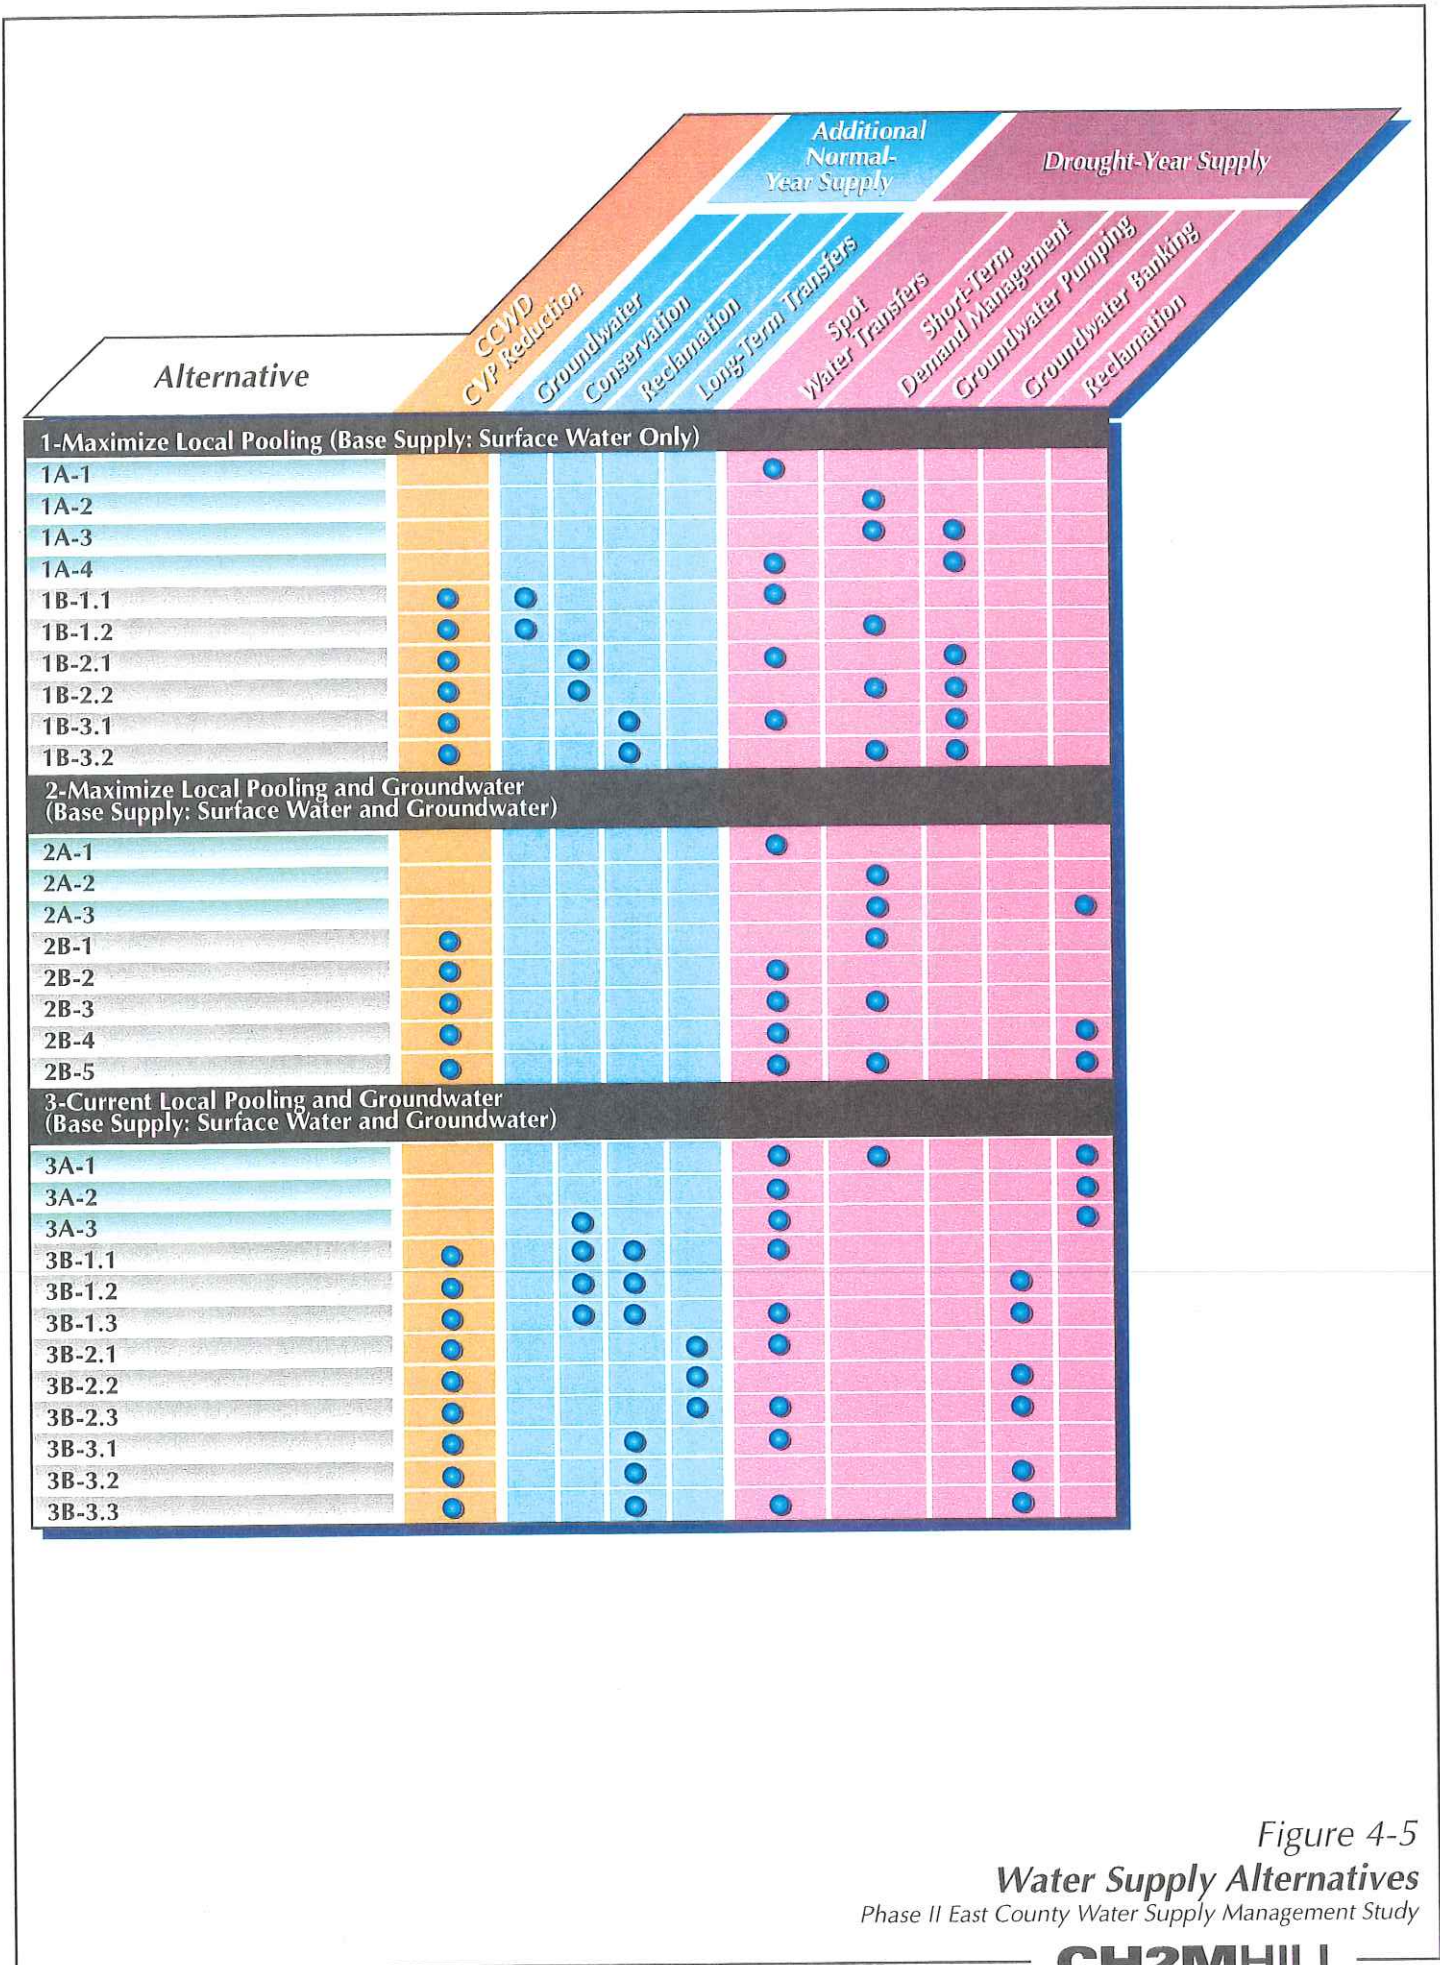 Additional
Normal-
Year Supply
Drought-Year Supply
CCWD
CVP Reduction
Groundwater
Conservation
Reclamation
Long-Term Transfers
Spot
Water Transfers
Short-Term
Demand Management
Groundwater Pumping
Groundwater Banking
Reclamation
Alternative
1-Maximize Local Pooling (Base Supply: Surface Water Only)
1A-1
1A-2
1A-3
1A-4
1B-1.1
1B-1.2
1B-2.1
1B-2.2
1B-3.1
1B-3.2
2-Maximize Local Pooling and Groundwater
(Base Supply: Surface Water and Groundwater)
2A-1
2A-2
2A-3
2B-1
2B-2
2B-3
2B-4
2B-5
3-Current Local Pooling and Groundwater
(Base Supply: Surface Water and Groundwater)
3A-1
3A-2
3A-3
3B-1.1
3B-1.2
3B-1.3
3B-2.1
3B-2.2
3B-2.3
3B-3.1
3B-3.2
3B-3.3
Figure 4-5
Water Supply Alternatives
Phase II East County Water Supply Management Study
CH2MHILL